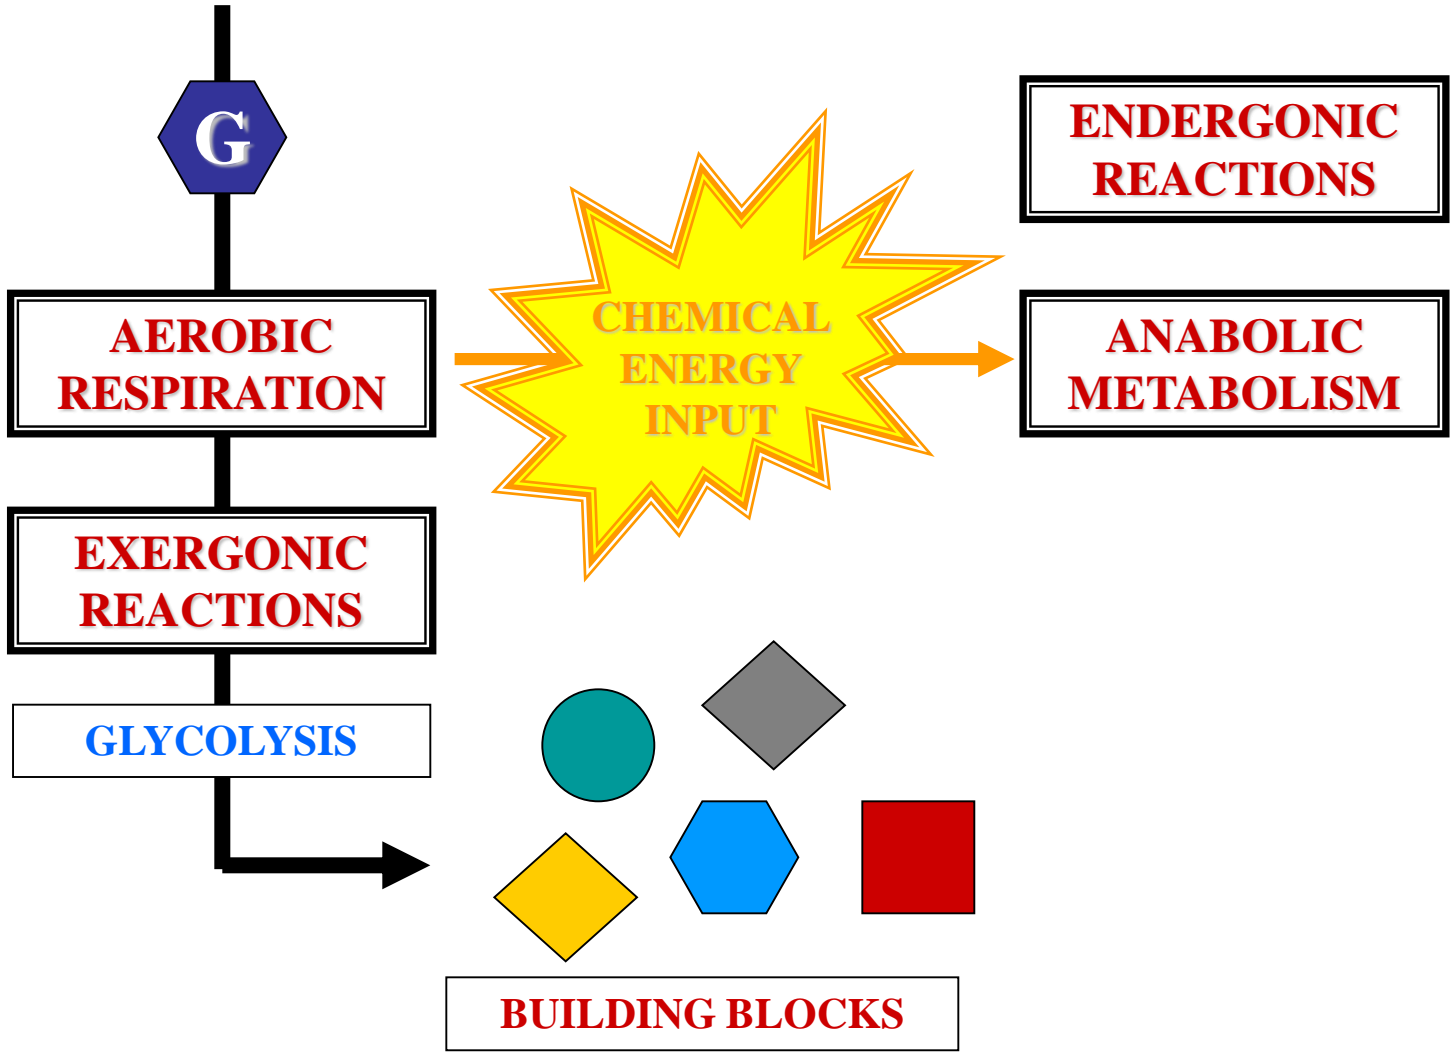 G
AEROBIC
RESPIRATION
EXERGONIC
REACTIONS
GLYCOLYSIS
CHEMICAL
ENERGY
INPUT
ENDERGONIC
REACTIONS
ANABOLIC
METABOLISM
BUILDING BLOCKS